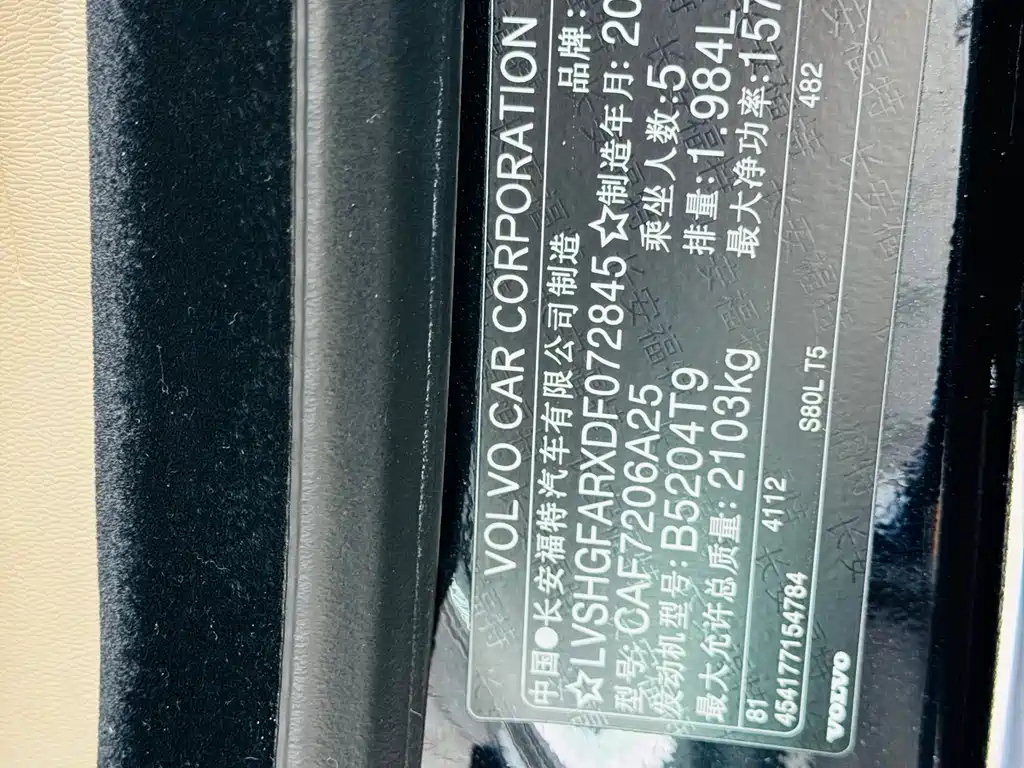 VOLVO CAR CORPORATION
中国●长安福特汽车有限公司制造 品牌:
☆LVSHGFARXDF072845☆制造年月:20
型号:CAF7206A25 乘坐人数:5
发动机型号:B5204T9 排量:1.984L
最大允许总质量:2103kg 最大净功率:157
81 4112 482
4541777154784 S80L T5
VOLVO